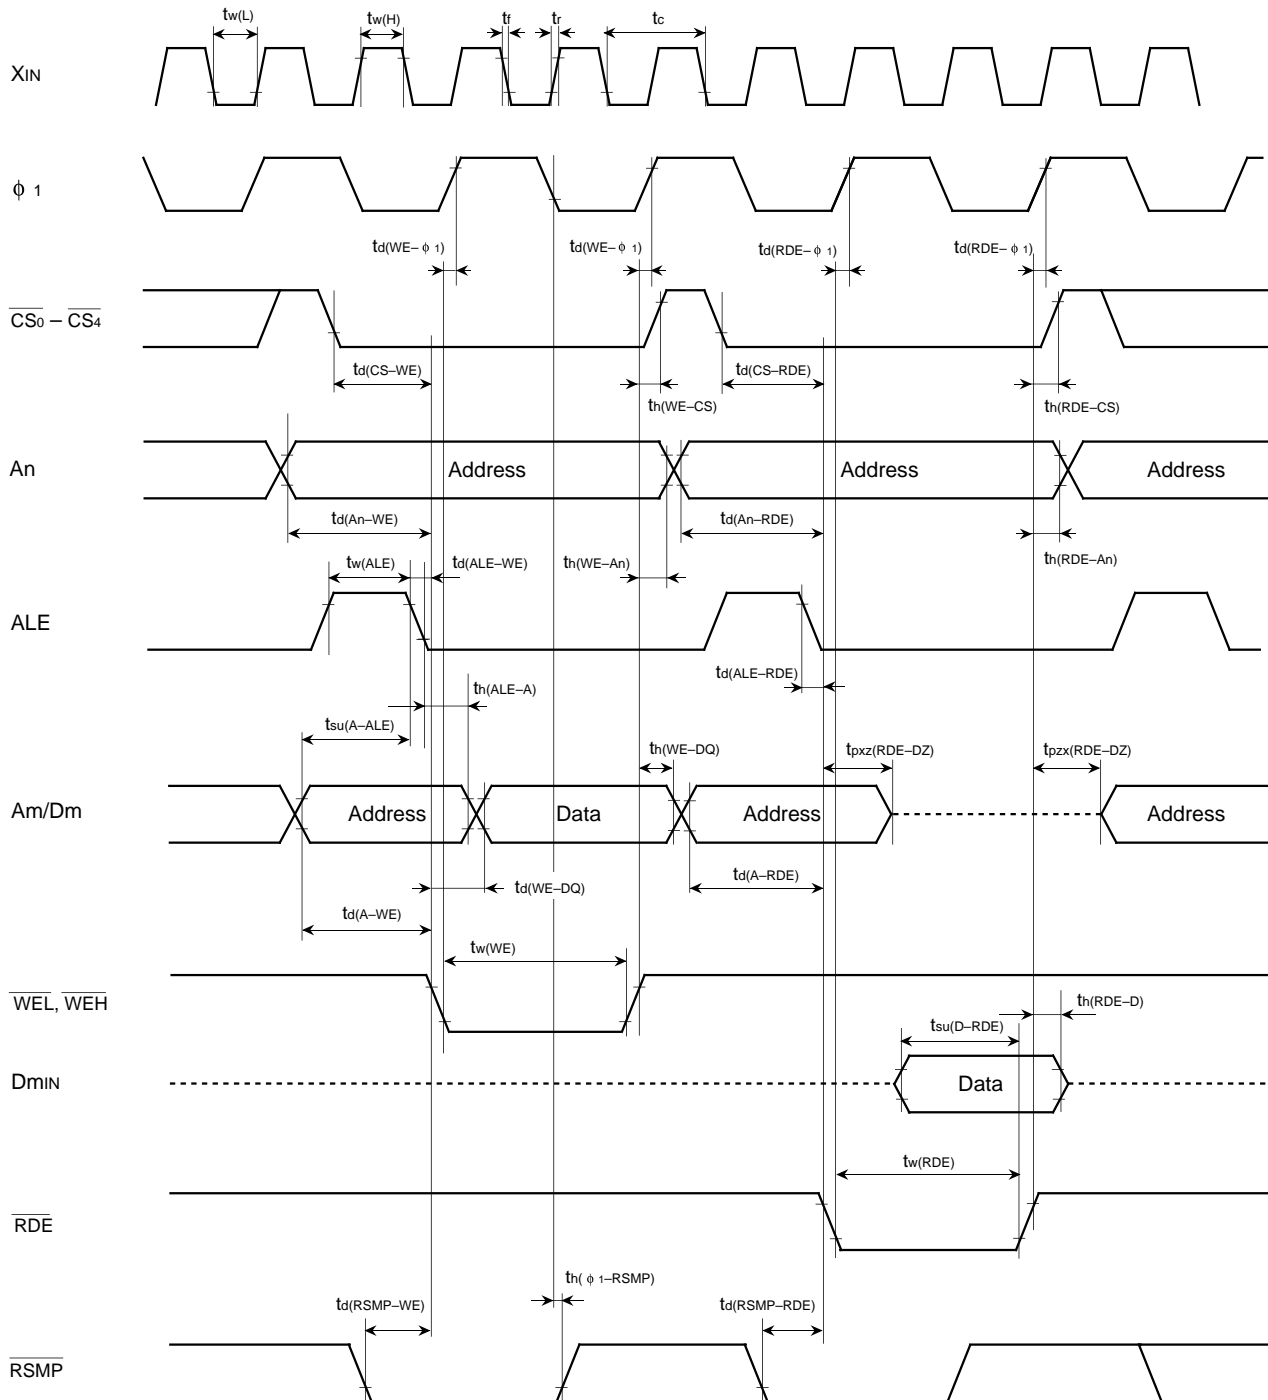 tw(L) tw(H) tf tr tc
XIN
ϕ 1
td(WE–ϕ 1) td(WE–ϕ 1) td(RDE–ϕ 1) td(RDE–ϕ 1)
CS0 – CS4
td(CS–WE) td(CS–RDE)
th(WE–CS) th(RDE–CS)
An Address Address Address
td(An–WE) td(An–RDE)
tw(ALE) td(ALE–WE) th(WE–An) th(RDE–An)
ALE
td(ALE–RDE)
th(ALE–A)
tsu(A–ALE)
th(WE–DQ) tpxz(RDE–DZ) tpzx(RDE–DZ)
Am/Dm Address Data Address Address
td(WE–DQ) td(A–RDE)
td(A–WE)
tw(WE)
WEL, WEH
th(RDE–D)
tsu(D–RDE)
DmIN Data
tw(RDE)
RDE
th(ϕ 1–RSMP)
td(RSMP–WE) td(RSMP–RDE)
RSMP